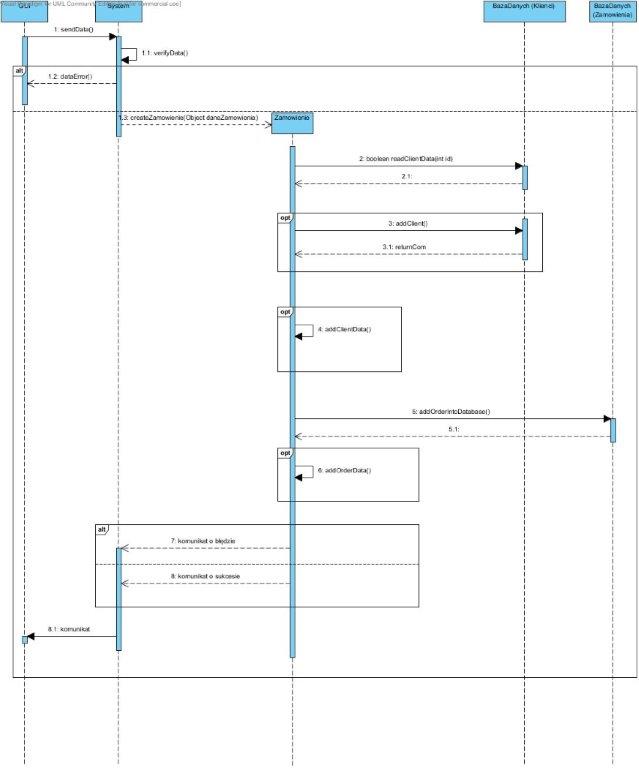 for UML Community
commercial use]
GUI
System
BazaDanych (Klienci)
BazaDanych
(Zamowienia)
1: sendData()
1.1: verifyData()
alt
1.2: dataError()
1.3: createZamowienie(Object daneZamowienia)
Zamowienie
2: boolean readClientData(int id)
2.1:
opt
3: addClient()
3.1: returnCom
opt
4: addClientData()
5: addOrderIntoDatabase()
5.1:
opt
6: addOrderData()
alt
7: komunikat o błędzie
8: komunikat o sukcesie
8.1: komunikat